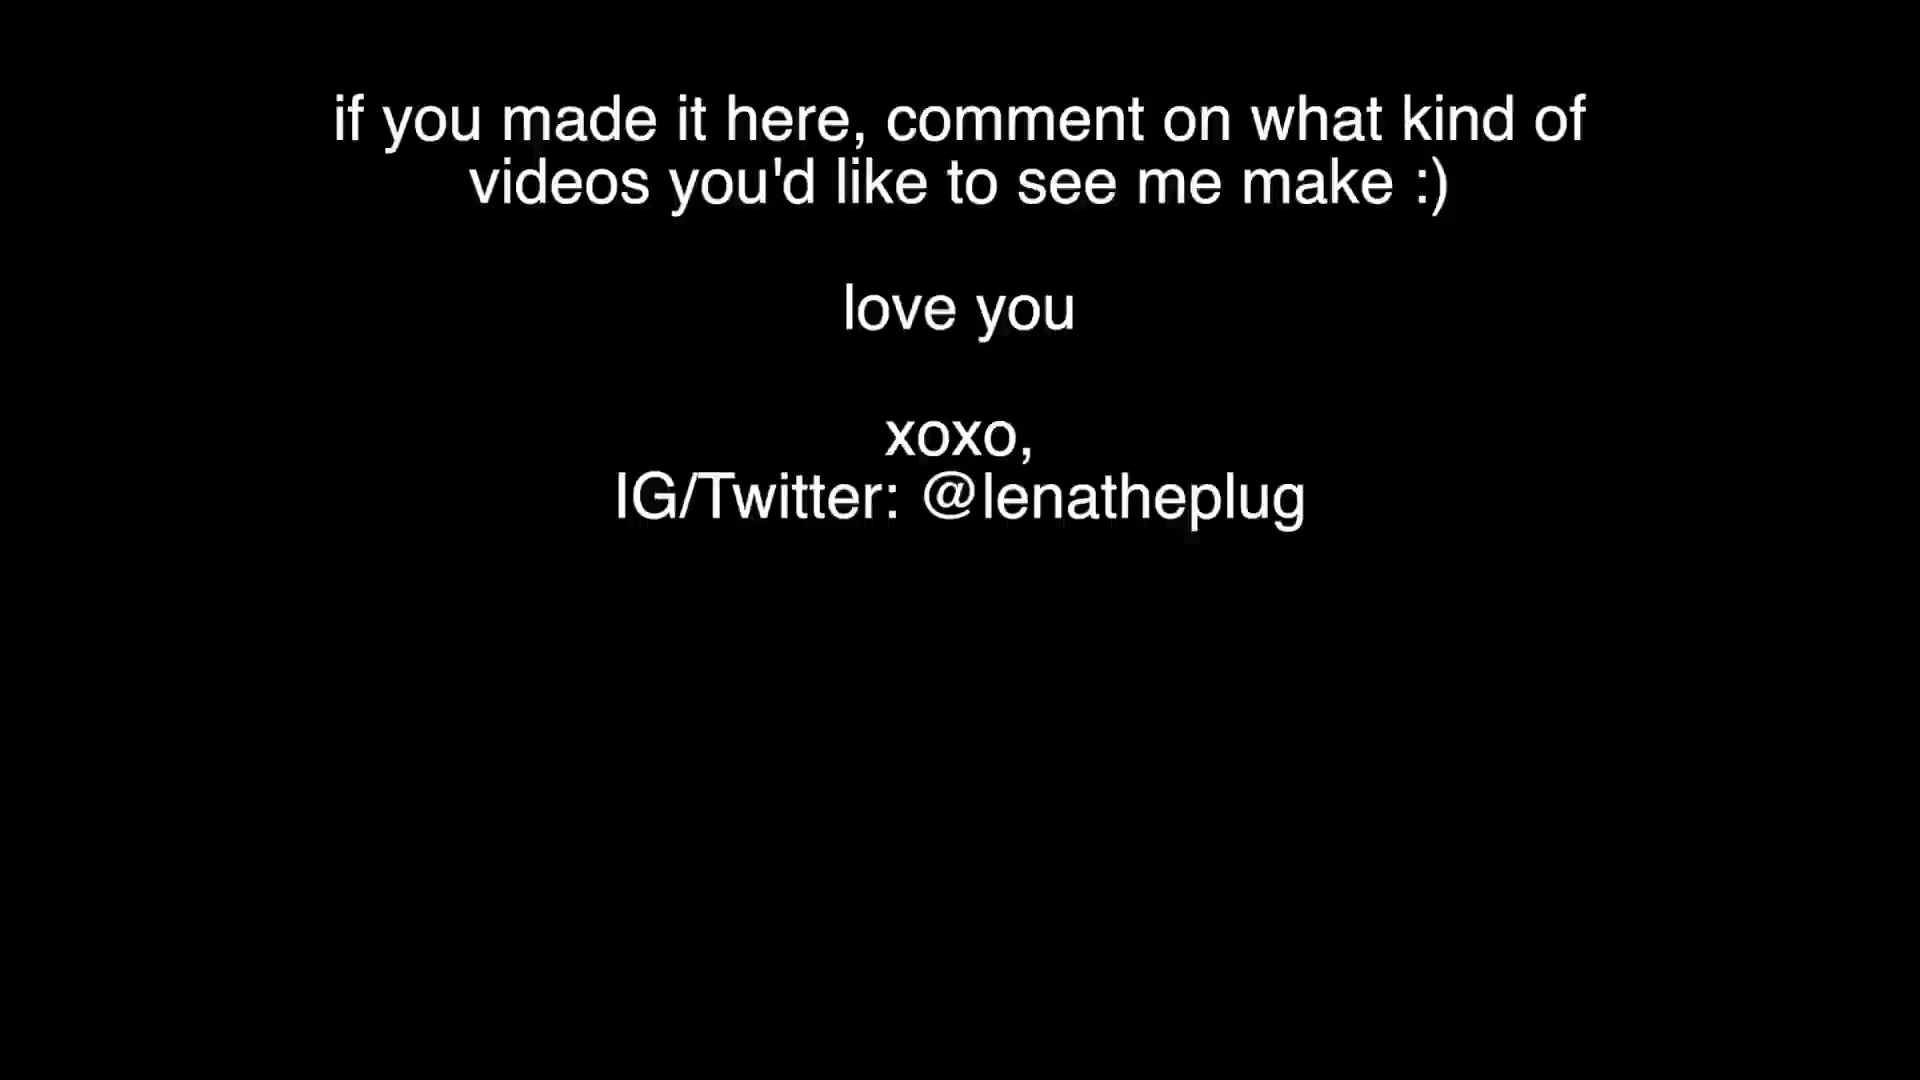 if you made it here, comment on what kind of
videos you'd like to see me make :)
love you
xoxo,
IG/Twitter: @lenatheplug